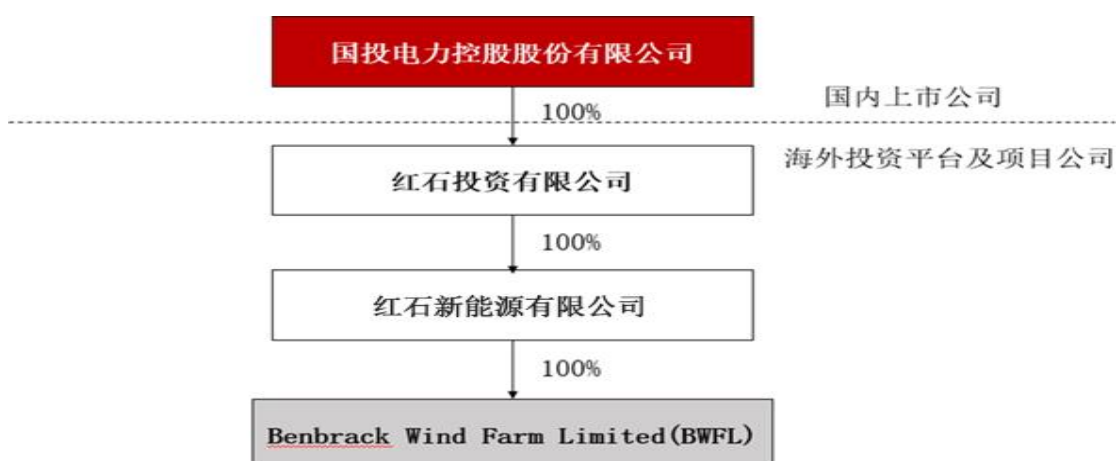 国投电力控股股份有限公司
国内上市公司
100%
海外投资平台及项目公司
红石投资有限公司
100%
红石新能源有限公司
100%
Benbrack Wind Farm Limited(BWFL)